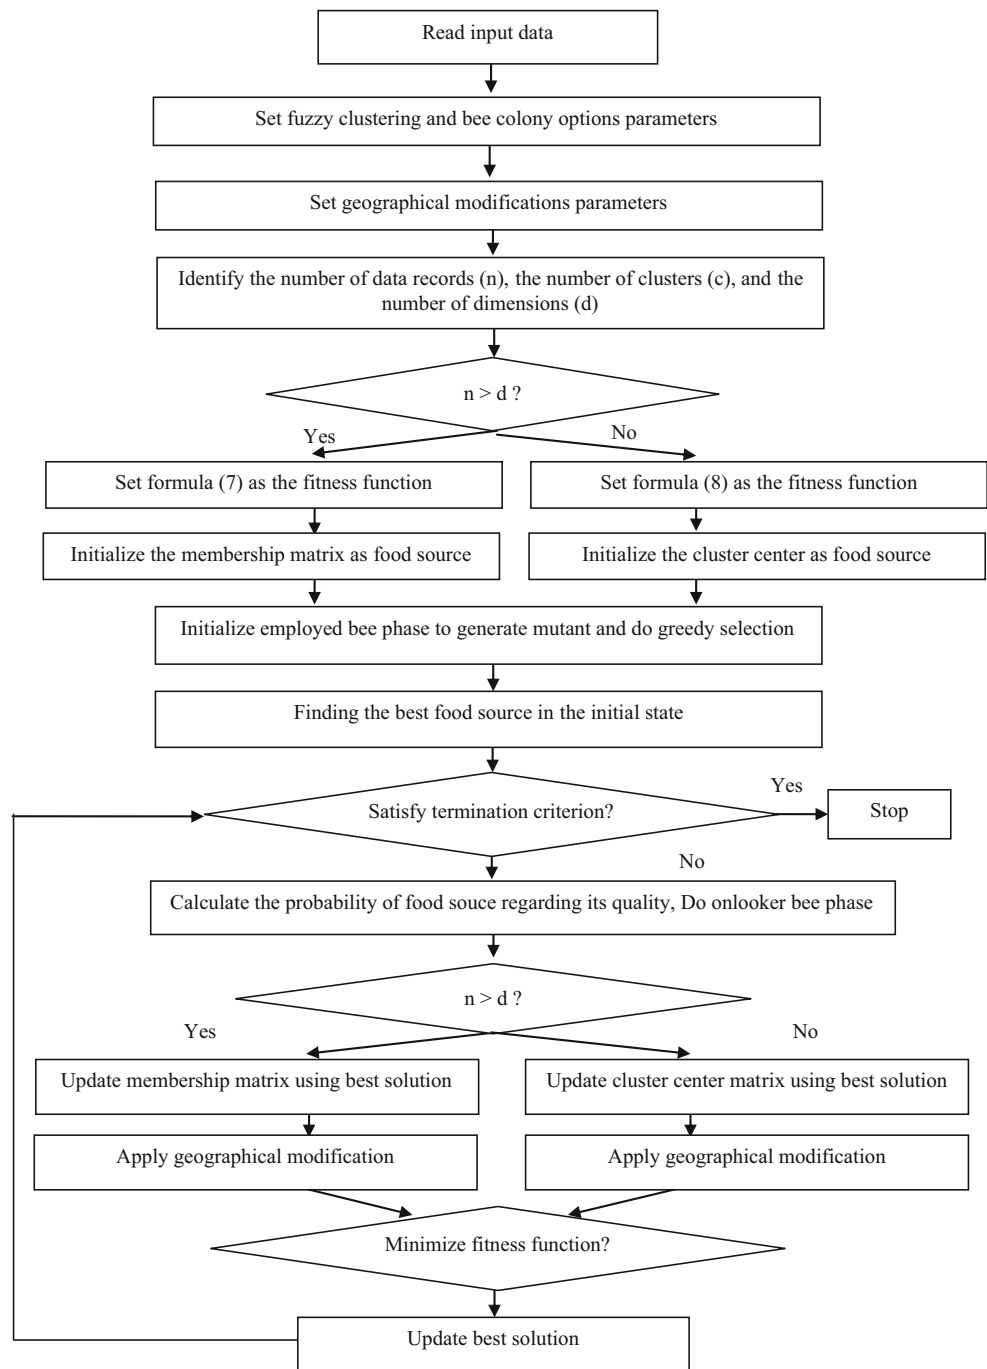 Read input data
Set fuzzy clustering and bee colony options parameters
Set geographical modifications parameters
Identify the number of data records (n), the number of clusters (c), and the
number of dimensions (d)
n > d ?
Yes
No
Set formula (7) as the fitness function
Set formula (8) as the fitness function
Initialize the membership matrix as food source
Initialize the cluster center as food source
Initialize employed bee phase to generate mutant and do greedy selection
Finding the best food source in the initial state
Satisfy termination criterion?
Yes
Stop
No
Calculate the probability of food souce regarding its quality, Do onlooker bee phase
n > d ?
Yes
No
Update membership matrix using best solution
Update cluster center matrix using best solution
Apply geographical modification
Apply geographical modification
Minimize fitness function?
Update best solution